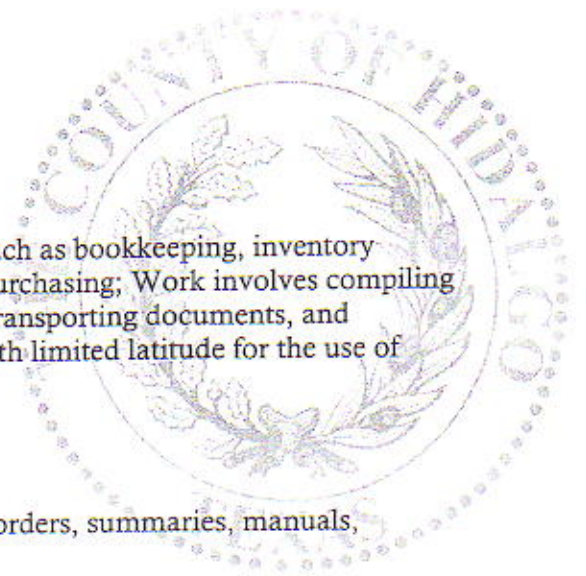 COUNTY OF HIDALGO
ch as bookkeeping, inventory
urchasing; Work involves compiling
ransporting documents, and
th limited latitude for the use of
orders, summaries, manuals,